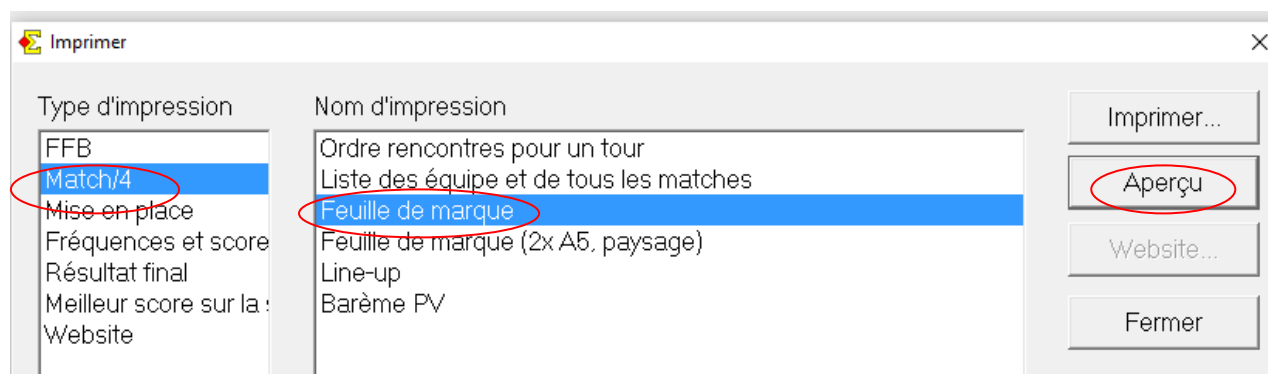 Imprimer
Type d'impression
FFB
Match/4
Mise en place
Fréquences et score
Résultat final
Meilleur score sur la
Website
Nom d'impression
Ordre rencontres pour un tour
Liste des équipe et de tous les matches
Feuille de marque
Feuille de marque (2x A5, paysage)
Line-up
Barème PV
Imprimer...
Aperçu
Website...
Fermer